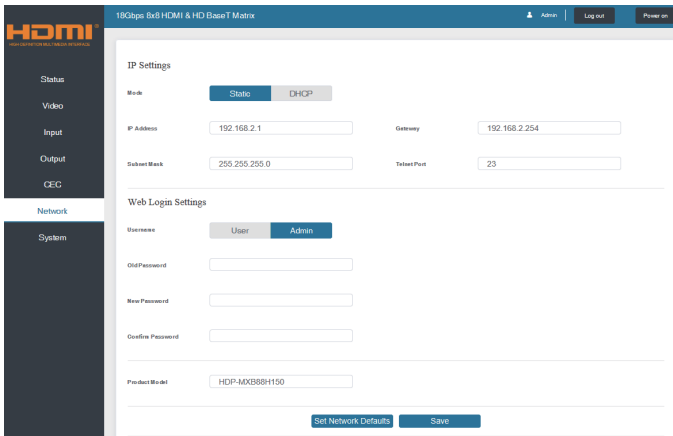 18Gbps 8x8 HDMI & HD BaseT Matrix
Admin
Log out
Power on
HDMI
HIGH DEFINITION MULTIMEDIA INTERFACE
Status
Video
Input
Output
CEC
Network
System
IP Settings
Mode
Static
DHCP
IP Address
192.168.2.1
Gateway
192.168.2.254
Subnet Mask
255.255.255.0
Telnet Port
23
Web Login Settings
Username
User
Admin
Old Password
New Password
Confirm Password
Product Model
HDP-MXB88H150
Set Network Defaults
Save